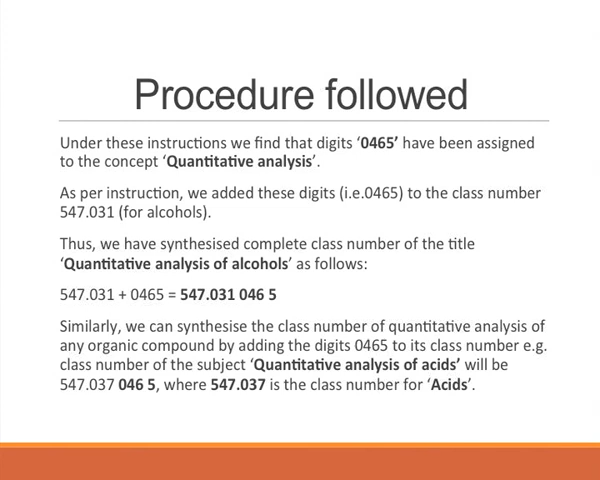 Procedure followed
Under these instructions we find that digits ‘0465’ have been assigned
to the concept ‘Quantitative analysis’.
As per instruction, we added these digits (i.e.0465) to the class number
547.031 (for alcohols).
Thus, we have synthesised complete class number of the title
‘Quantitative analysis of alcohols’ as follows:
547.031 + 0465 = 547.031 046 5
Similarly, we can synthesise the class number of quantitative analysis of
any organic compound by adding the digits 0465 to its class number e.g.
class number of the subject ‘Quantitative analysis of acids’ will be
547.037 046 5, where 547.037 is the class number for ‘Acids’.